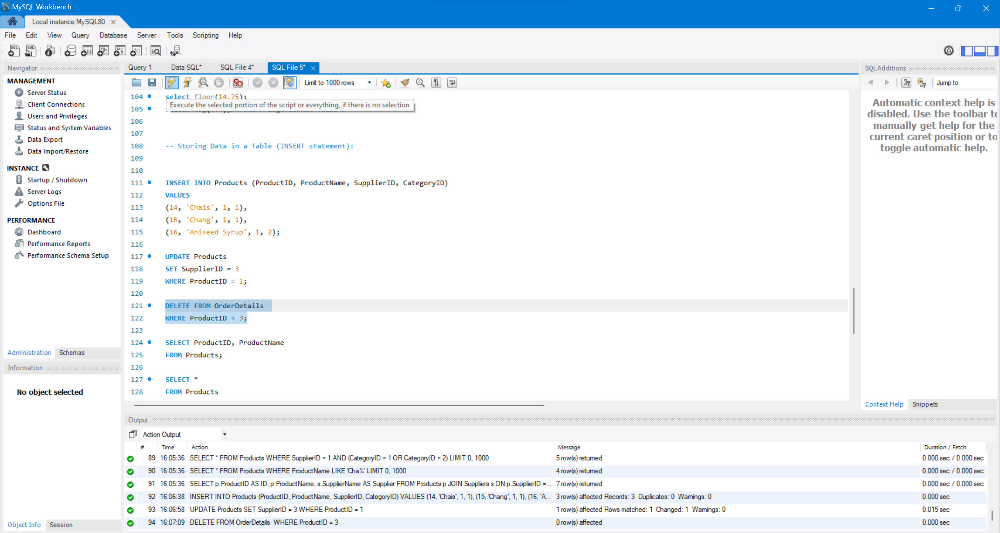 MySQL Workbench
Local instance MySQL80
File Edit View Query Database Server Tools Scripting Help
Navigator
MANAGEMENT
Server Status
Client Connections
Users and Privileges
Status and System Variables
Data Export
Data Import/Restore
INSTANCE
Startup / Shutdown
Server Logs
Options File
PERFORMANCE
Dashboard
Performance Reports
Performance Schema Setup
Administration Schemas
Information
No object selected
Object Info Session
Query 1 Data SQL* SQL File 4* SQL File 5*
Limit to 1000 rows
104 select floor(14.75);
Execute the selected portion of the script or everything, if there is no selection
105
106
107
108 -- Storing Data in a Table (INSERT statement):
109
110
111 INSERT INTO Products (ProductID, ProductName, SupplierID, CategoryID)
112 VALUES
113 (14, 'Chais', 1, 1),
114 (15, 'Chang', 1, 1),
115 (16, 'Aniseed Syrup', 1, 2);
116
117 UPDATE Products
118 SET SupplierID = 3
119 WHERE ProductID = 1;
120
121 DELETE FROM OrderDetails
122 WHERE ProductID = 3;
123
124 SELECT ProductID, ProductName
125 FROM Products;
126
127 SELECT *
128 FROM Products
SQLAdditions
Jump to
Automatic context help is
disabled. Use the toolbar to
manually get help for the
current caret position or to
toggle automatic help.
Context Help Snippets
Output
Action Output
# Time Action Message Duration / Fetch
89 16:05:36 SELECT * FROM Products WHERE SupplierID = 1 AND (CategoryID = 1 OR CategoryID = 2) LIMIT 0, 1000 5 row(s) returned 0.000 sec / 0.000 sec
90 16:05:36 SELECT * FROM Products WHERE ProductName LIKE 'Cha%' LIMIT 0, 1000 4 row(s) returned 0.000 sec / 0.000 sec
91 16:05:36 SELECT p.ProductID AS ID, p.ProductName, s.SupplierName AS Supplier FROM Products p JOIN Suppliers s ON p.SupplierID =... 7 row(s) returned 0.000 sec / 0.000 sec
92 16:06:38 INSERT INTO Products (ProductID, ProductName, SupplierID, CategoryID) VALUES (14, 'Chais', 1, 1), (15, 'Chang', 1, 1), (16, 'A... 3 row(s) affected Records: 3 Duplicates: 0 Warnings: 0 0.000 sec
93 16:06:58 UPDATE Products SET SupplierID = 3 WHERE ProductID = 1 1 row(s) affected Rows matched: 1 Changed: 1 Warnings: 0 0.015 sec
94 16:07:09 DELETE FROM OrderDetails WHERE ProductID = 3 0 row(s) affected 0.000 sec